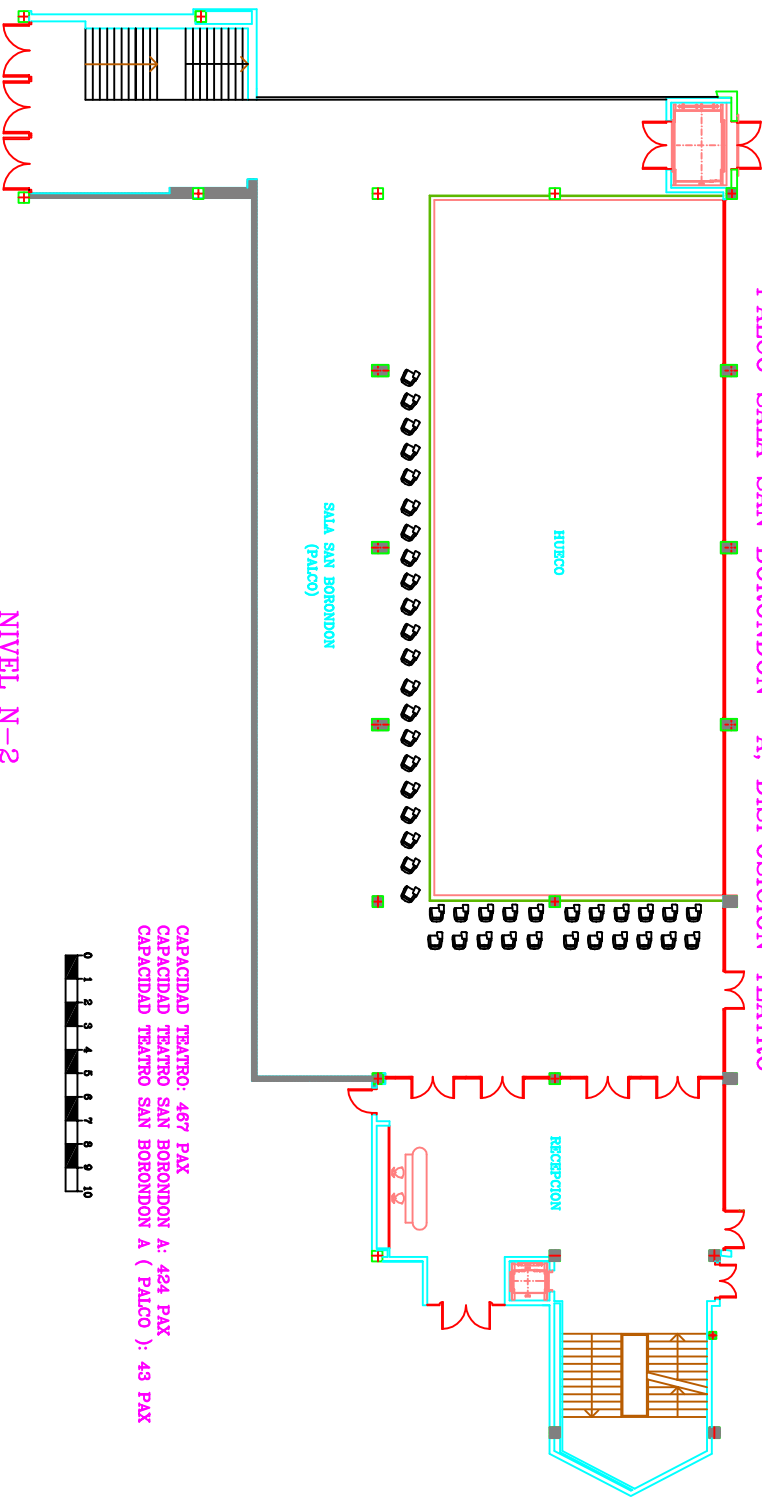 HUECO
RECEPCION
SALA SAN BORONDON
(PALCO)
CAPACIDAD TEATRO: 467 PAX
CAPACIDAD TEATRO SAN BORONDON A: 424 PAX
CAPACIDAD TEATRO SAN BORONDON A ( PALCO ): 43 PAX
0 1 2 3 4 5 6 7 8 9 10
NIVEL N-2